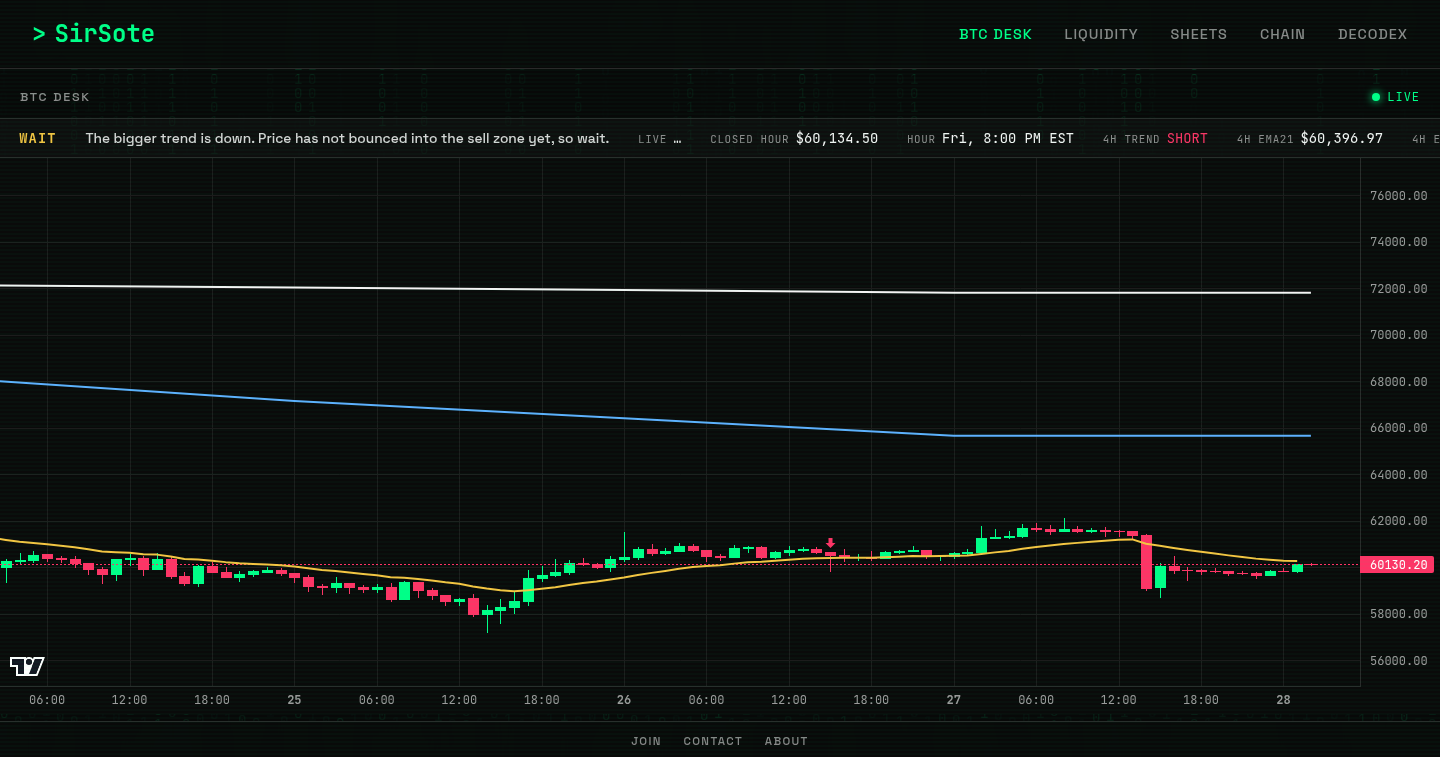 > SirSote
BTC DESK LIQUIDITY SHEETS CHAIN DECODEX
BTC DESK
LIVE
WAIT The bigger trend is down. Price has not bounced into the sell zone yet, so wait. LIVE … CLOSED HOUR $60,134.50 HOUR Fri, 8:00 PM EST 4H TREND SHORT 4H EMA21 $60,396.97 4H E
76000.00
74000.00
72000.00
70000.00
68000.00
66000.00
64000.00
62000.00
60130.20
58000.00
56000.00
06:00 12:00 18:00 25 06:00 12:00 18:00 26 06:00 12:00 18:00 27 06:00 12:00 18:00 28
JOIN CONTACT ABOUT